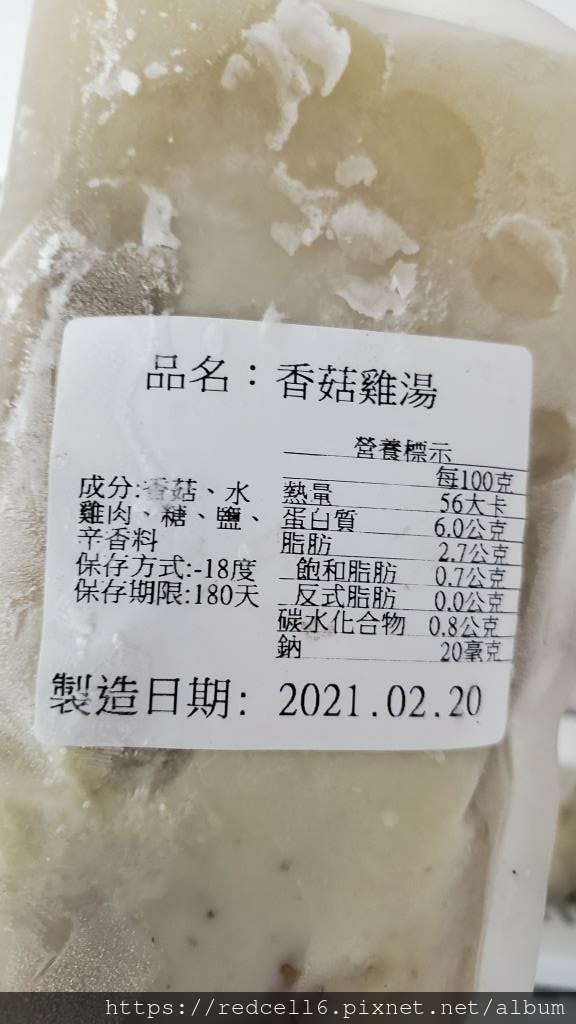 品名：香菇雞湯
成分:香菇、水
雞肉、糖、鹽、
辛香料
保存方式:-18度
保存期限:180天
營養標示
每100克
熱量 56大卡
蛋白質 6.0公克
脂肪 2.7公克
飽和脂肪 0.7公克
反式脂肪 0.0公克
碳水化合物 0.8公克
鈉 20毫克
製造日期: 2021.02.20
https://redcell6.pixnet.net/album